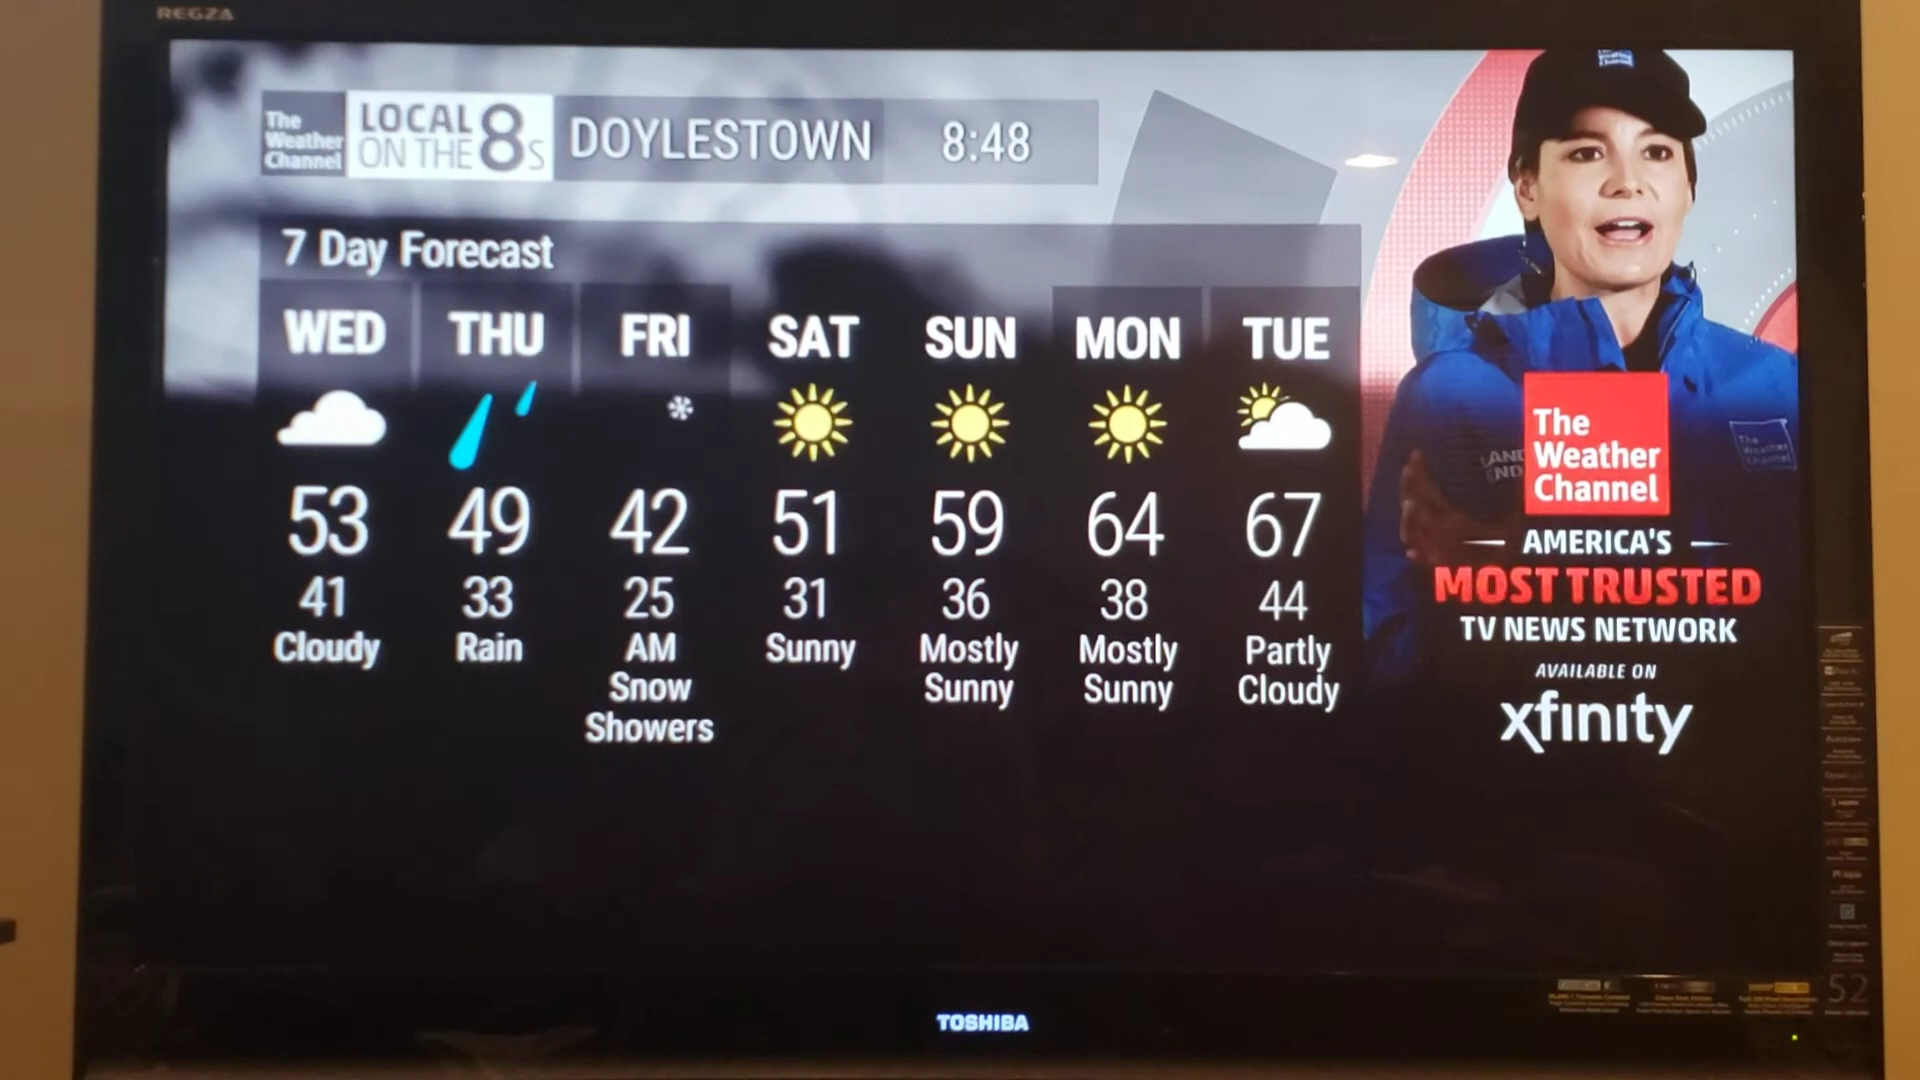 REGZA
The
Weather
Channel
LOCAL
ON THE 8s
DOYLESTOWN 8:48
7 Day Forecast
WED THU FRI SAT SUN MON TUE
53 49 42 51 59 64 67
41 33 25 31 36 38 44
Cloudy Rain AM Snow Showers Sunny Mostly Sunny Mostly Sunny Partly Cloudy
The
Weather
Channel
AMERICA'S
MOST TRUSTED
TV NEWS NETWORK
AVAILABLE ON
xfinity
TOSHIBA
52